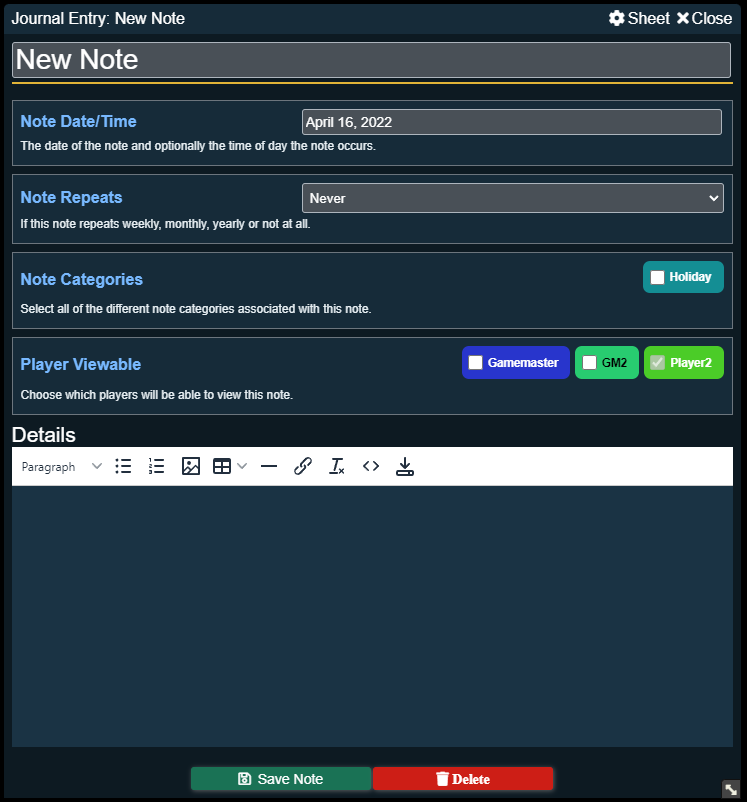 Journal Entry: New Note Sheet Close
New Note
Note Date/Time April 16, 2022
The date of the note and optionally the time of day the note occurs.
Note Repeats Never
If this note repeats weekly, monthly, yearly or not at all.
Note Categories Holiday
Select all of the different note categories associated with this note.
Player Viewable Gamemaster GM2 Player2
Choose which players will be able to view this note.
Details
Paragraph
Save Note Delete